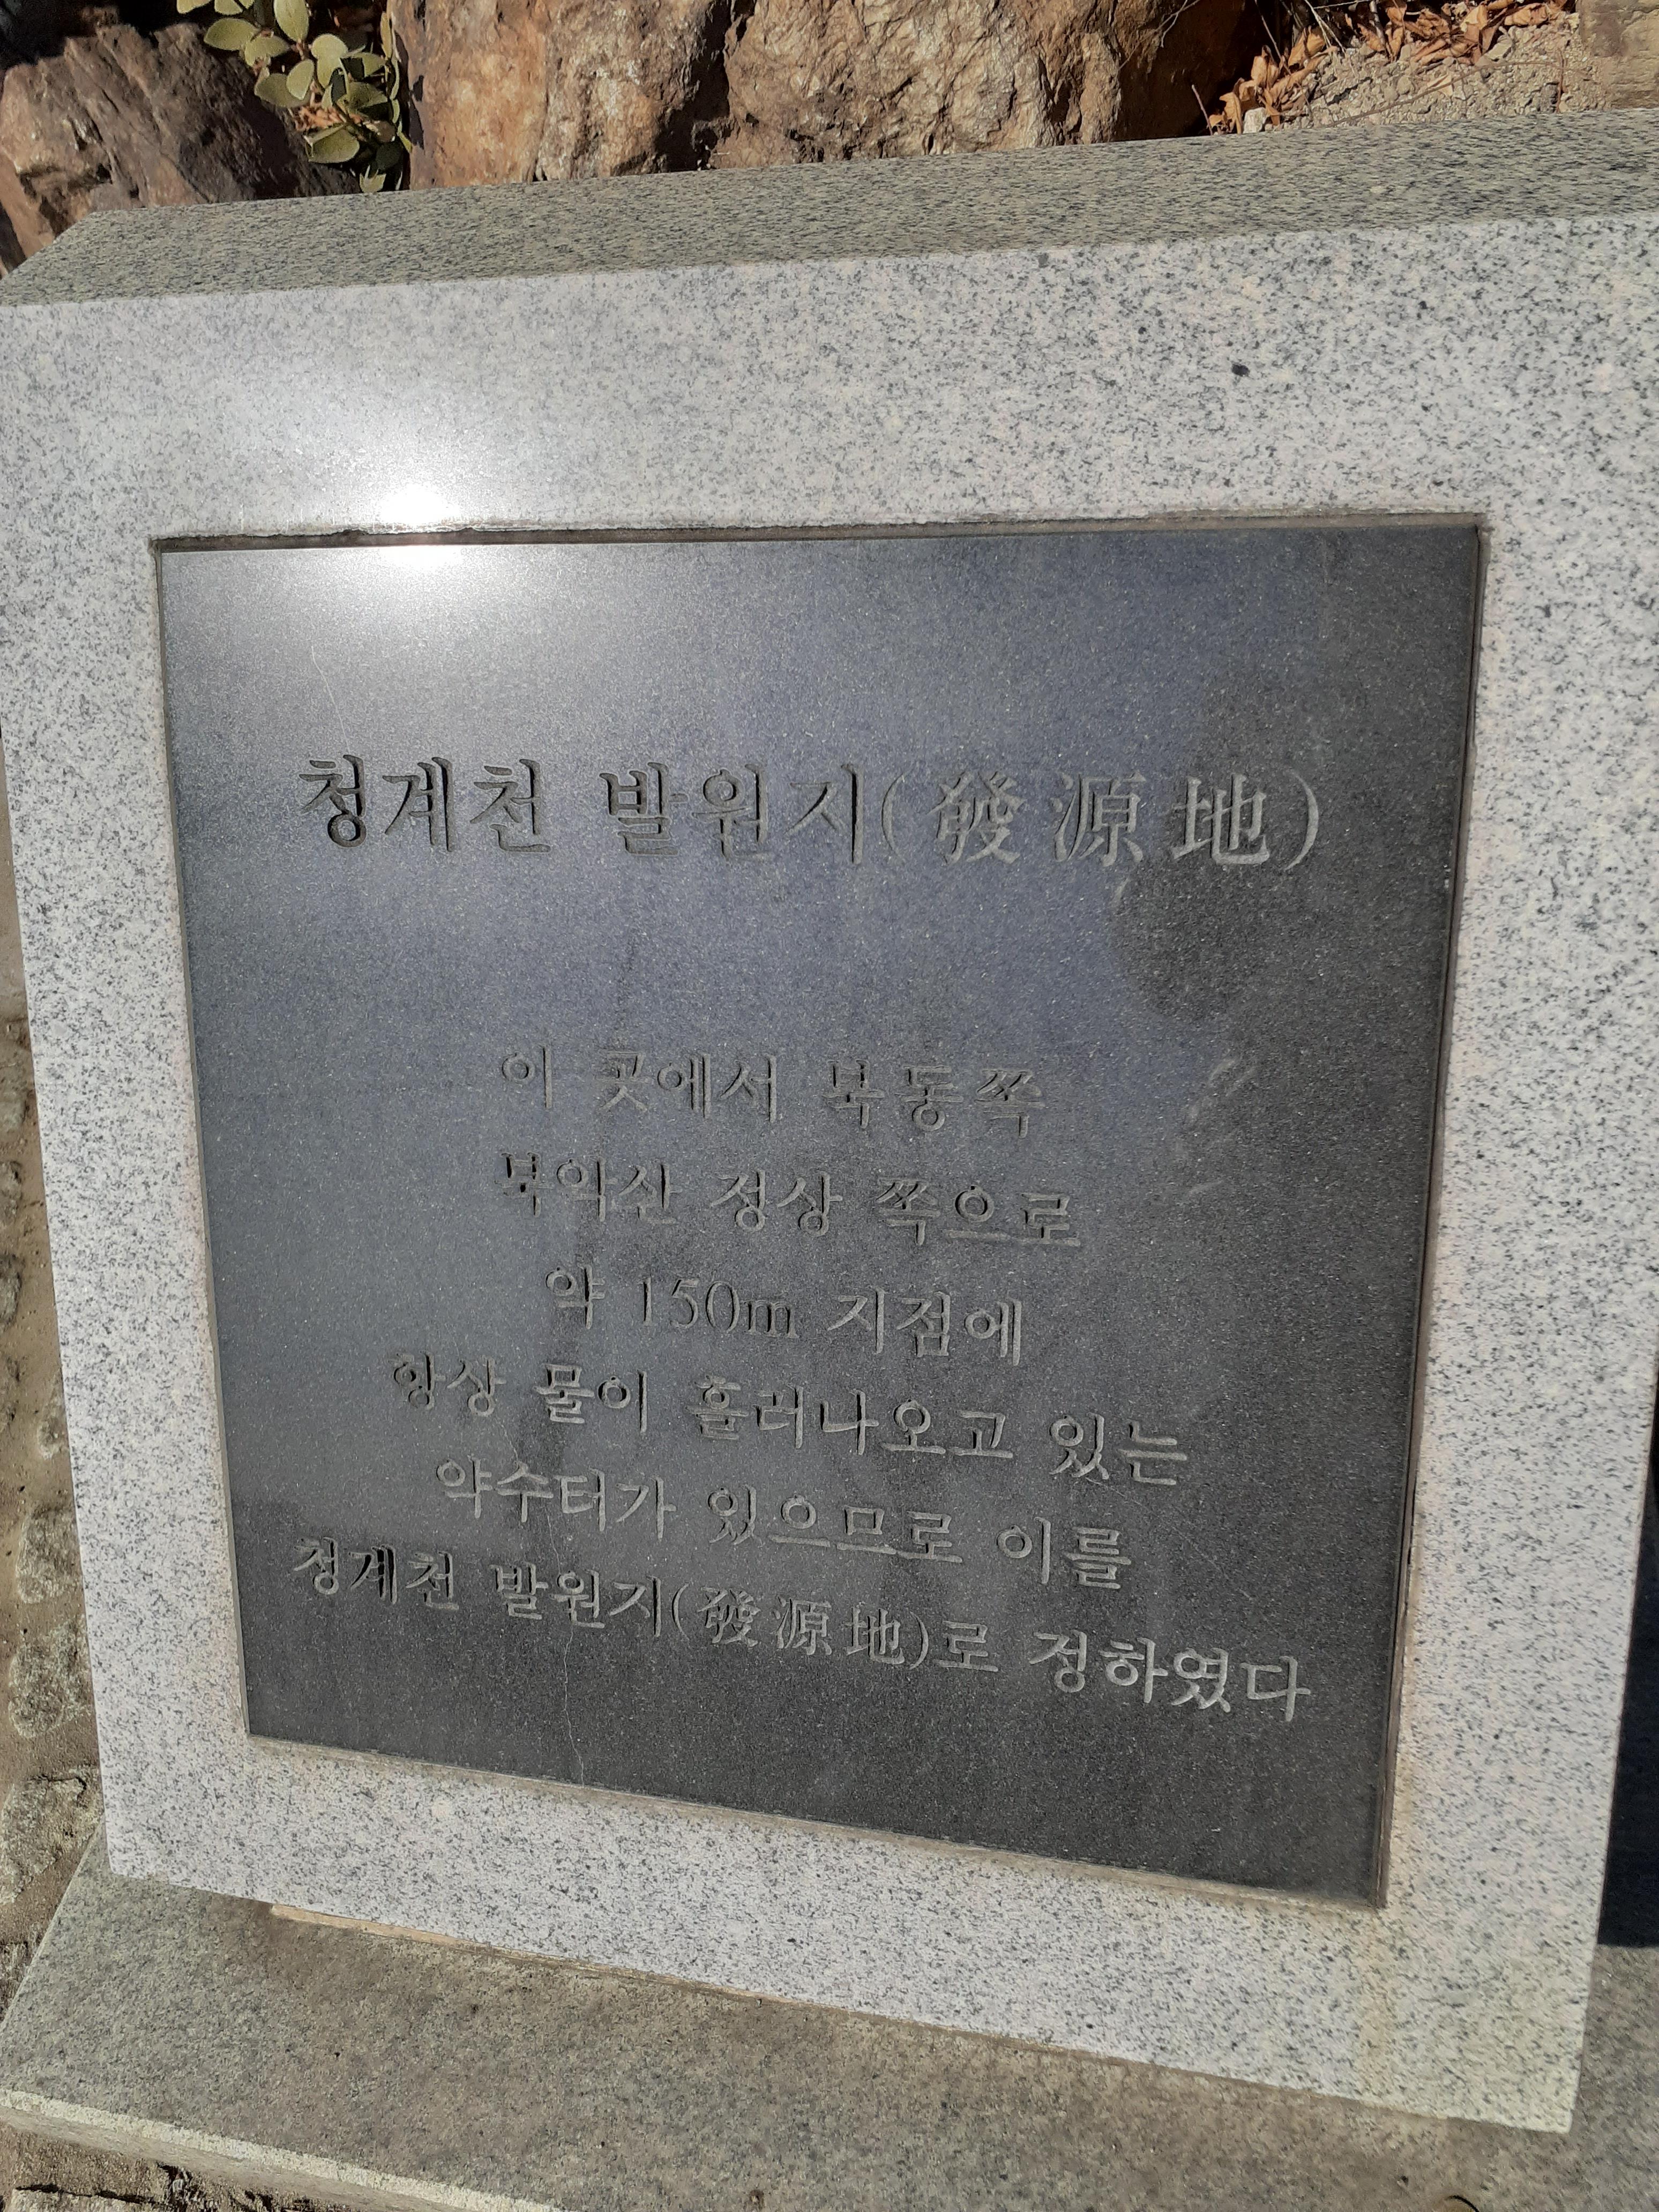 청계천 발원지(發源地)
이 곳에서 북동쪽
북악산 정상 쪽으로
약 150m 지점에
항상 물이 흘러나오고 있는
약수터가 있으므로 이를
청계천 발원지(發源地)로 정하였다